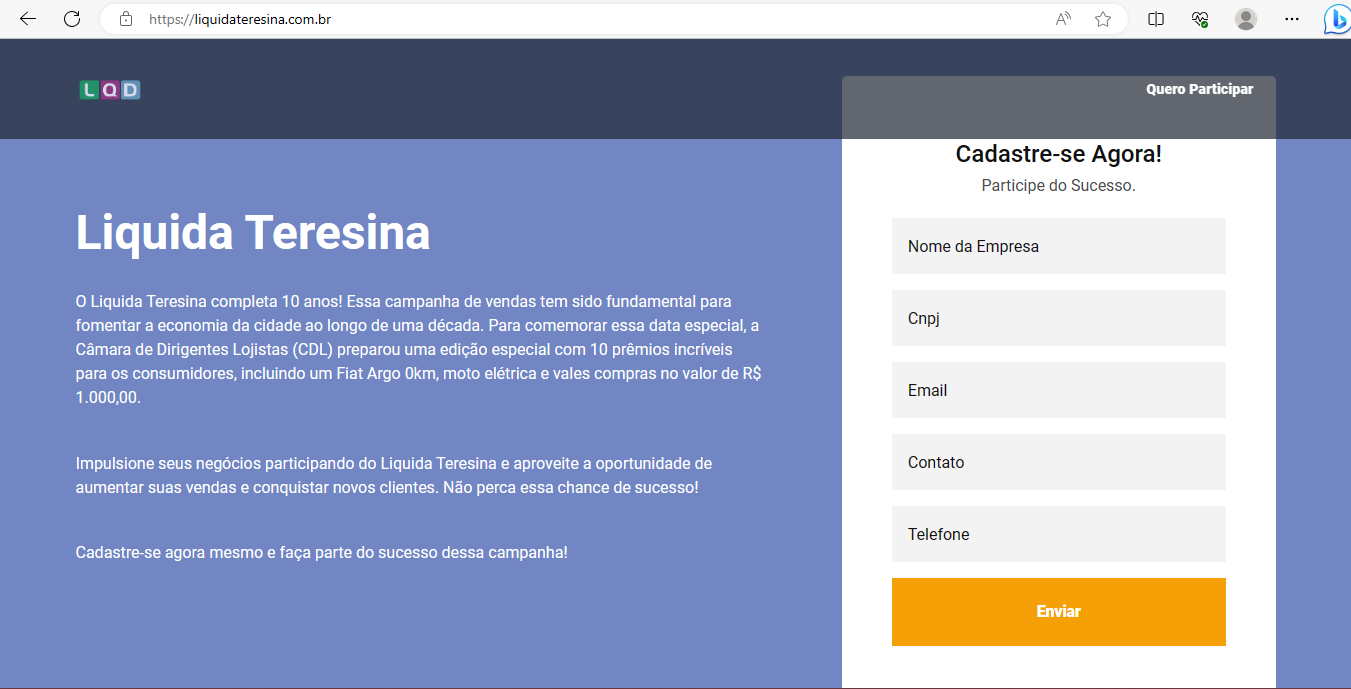 https://liquidateresina.com.br
LQD
Quero Participar
Liquida Teresina
O Liquida Teresina completa 10 anos! Essa campanha de vendas tem sido fundamental para
fomentar a economia da cidade ao longo de uma década. Para comemorar essa data especial, a
Câmara de Dirigentes Lojistas (CDL) preparou uma edição especial com 10 prêmios incríveis
para os consumidores, incluindo um Fiat Argo 0km, moto elétrica e vales compras no valor de R$
1.000,00.
Impulsione seus negócios participando do Liquida Teresina e aproveite a oportunidade de
aumentar suas vendas e conquistar novos clientes. Não perca essa chance de sucesso!
Cadastre-se agora mesmo e faça parte do sucesso dessa campanha!
Cadastre-se Agora!
Participe do Sucesso.
Nome da Empresa
Cnpj
Email
Contato
Telefone
Enviar